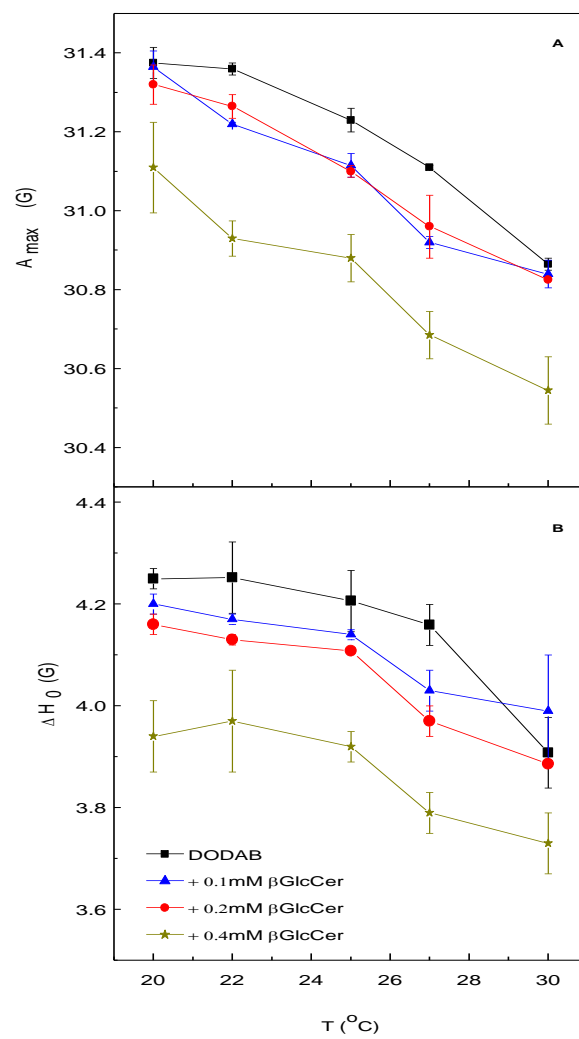 A
31.4
31.2
31.0
30.8
30.6
30.4
A max (G)
B
4.4
4.2
4.0
3.8
3.6
Δ H 0 (G)
DODAB
+ 0.1mM βGlcCer
+ 0.2mM βGlcCer
+ 0.4mM βGlcCer
20 22 24 26 28 30
T (°C)